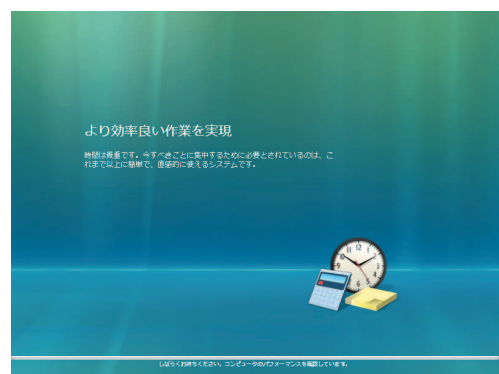 より効率良い作業を実現
時間は貴重です。今すべきことに集中するために必要とされているのは、こ
れまで以上に簡単で、直感的に使えるシステムです。
しばらくお待ちください。コンピュータのパフォーマンスを確認しています。